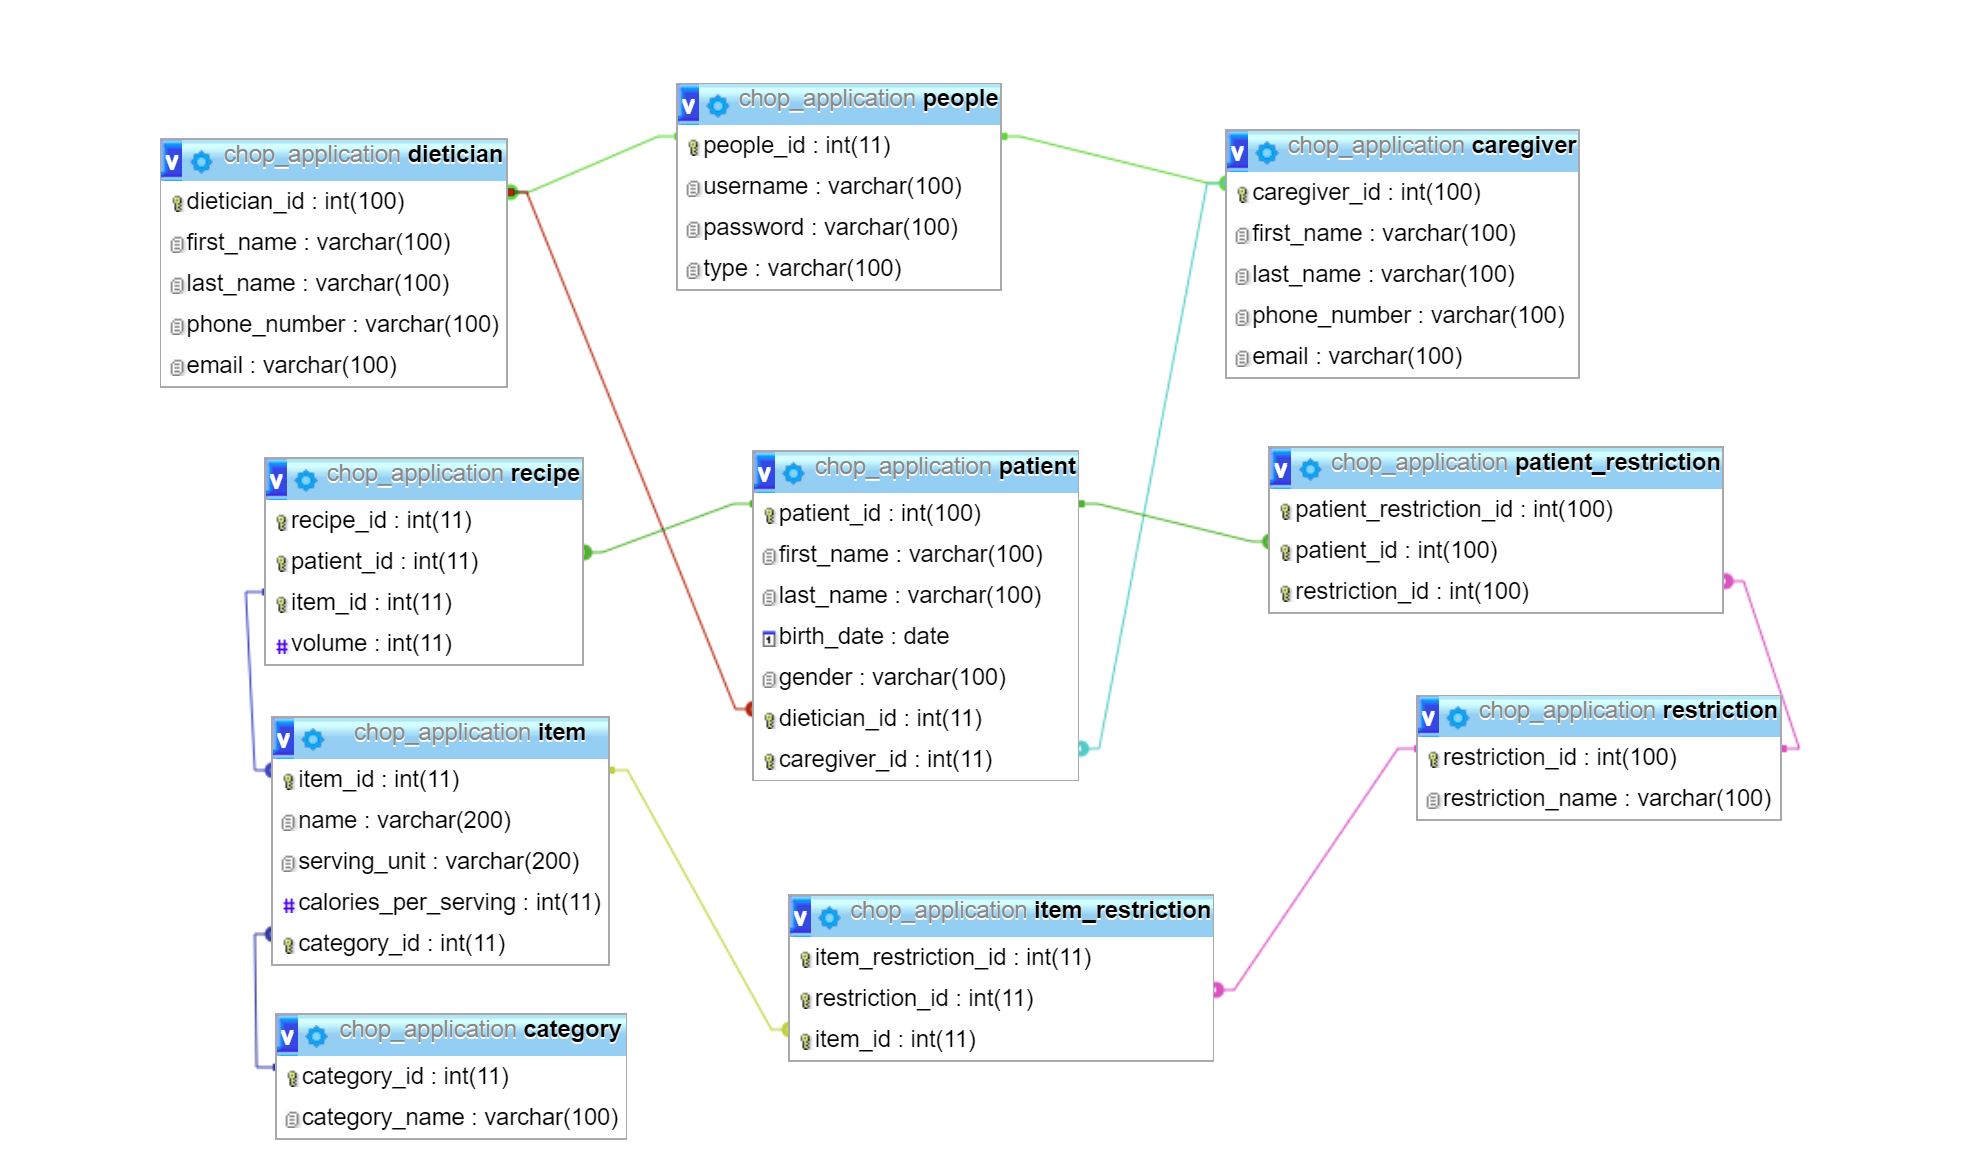 chop_application people
people_id : int(11)
username : varchar(100)
password : varchar(100)
type : varchar(100)
chop_application dietician
dietician_id : int(100)
first_name : varchar(100)
last_name : varchar(100)
phone_number : varchar(100)
email : varchar(100)
chop_application caregiver
caregiver_id : int(100)
first_name : varchar(100)
last_name : varchar(100)
phone_number : varchar(100)
email : varchar(100)
chop_application recipe
recipe_id : int(11)
patient_id : int(11)
item_id : int(11)
# volume : int(11)
chop_application patient
patient_id : int(100)
first_name : varchar(100)
last_name : varchar(100)
birth_date : date
gender : varchar(100)
dietician_id : int(11)
caregiver_id : int(11)
chop_application patient_restriction
patient_restriction_id : int(100)
patient_id : int(100)
restriction_id : int(100)
chop_application item
item_id : int(11)
name : varchar(200)
serving_unit : varchar(200)
# calories_per_serving : int(11)
category_id : int(11)
chop_application restriction
restriction_id : int(100)
restriction_name : varchar(100)
chop_application item_restriction
item_restriction_id : int(11)
restriction_id : int(11)
item_id : int(11)
chop_application category
category_id : int(11)
category_name : varchar(100)